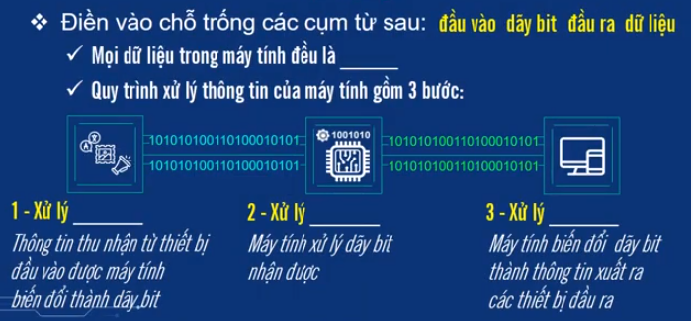 ❖ Điền vào chỗ trống các cụm từ sau: đầu vào dãy bit đầu ra dữ liệu
✓ Mọi dữ liệu trong máy tính đều là ______
✓ Quy trình xử lý thông tin của máy tính gồm 3 bước:
101010100110100010101 1001010 101010100110100010101
101010100110100010101 101010100110100010101
1 - Xử lý ________
Thông tin thu nhận từ thiết bị
đầu vào được máy tính
biến đổi thành dãy bit
2 - Xử lý ________
Máy tính xử lý dãy bit
nhận được
3 - Xử lý ________
Máy tính biến đổi dãy bit
thành thông tin xuất ra
các thiết bị đầu ra